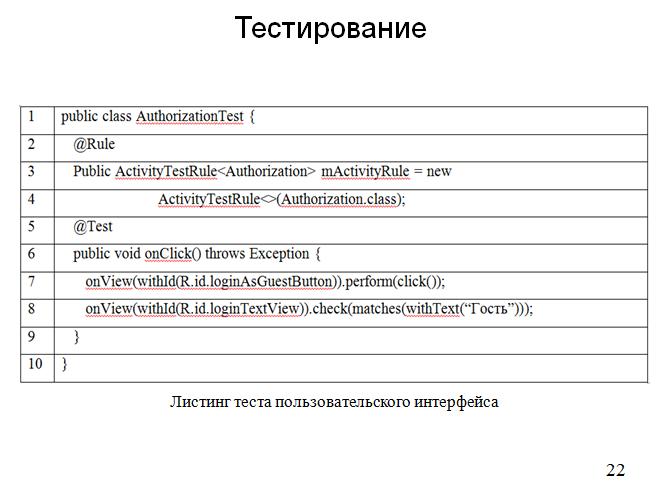 Тестирование
1 public class AuthorizationTest {
2 @Rule
3 Public ActivityTestRule<Authorization> mActivityRule = new
4 ActivityTestRule<>(Authorization.class);
5 @Test
6 public void onClick() throws Exception {
7 onView(withId(R.id.loginAsGuestButton)).perform(click());
8 onView(withId(R.id.loginTextView)).check(matches(withText(“Гость”)));
9 }
10 }
Листинг теста пользовательского интерфейса
22